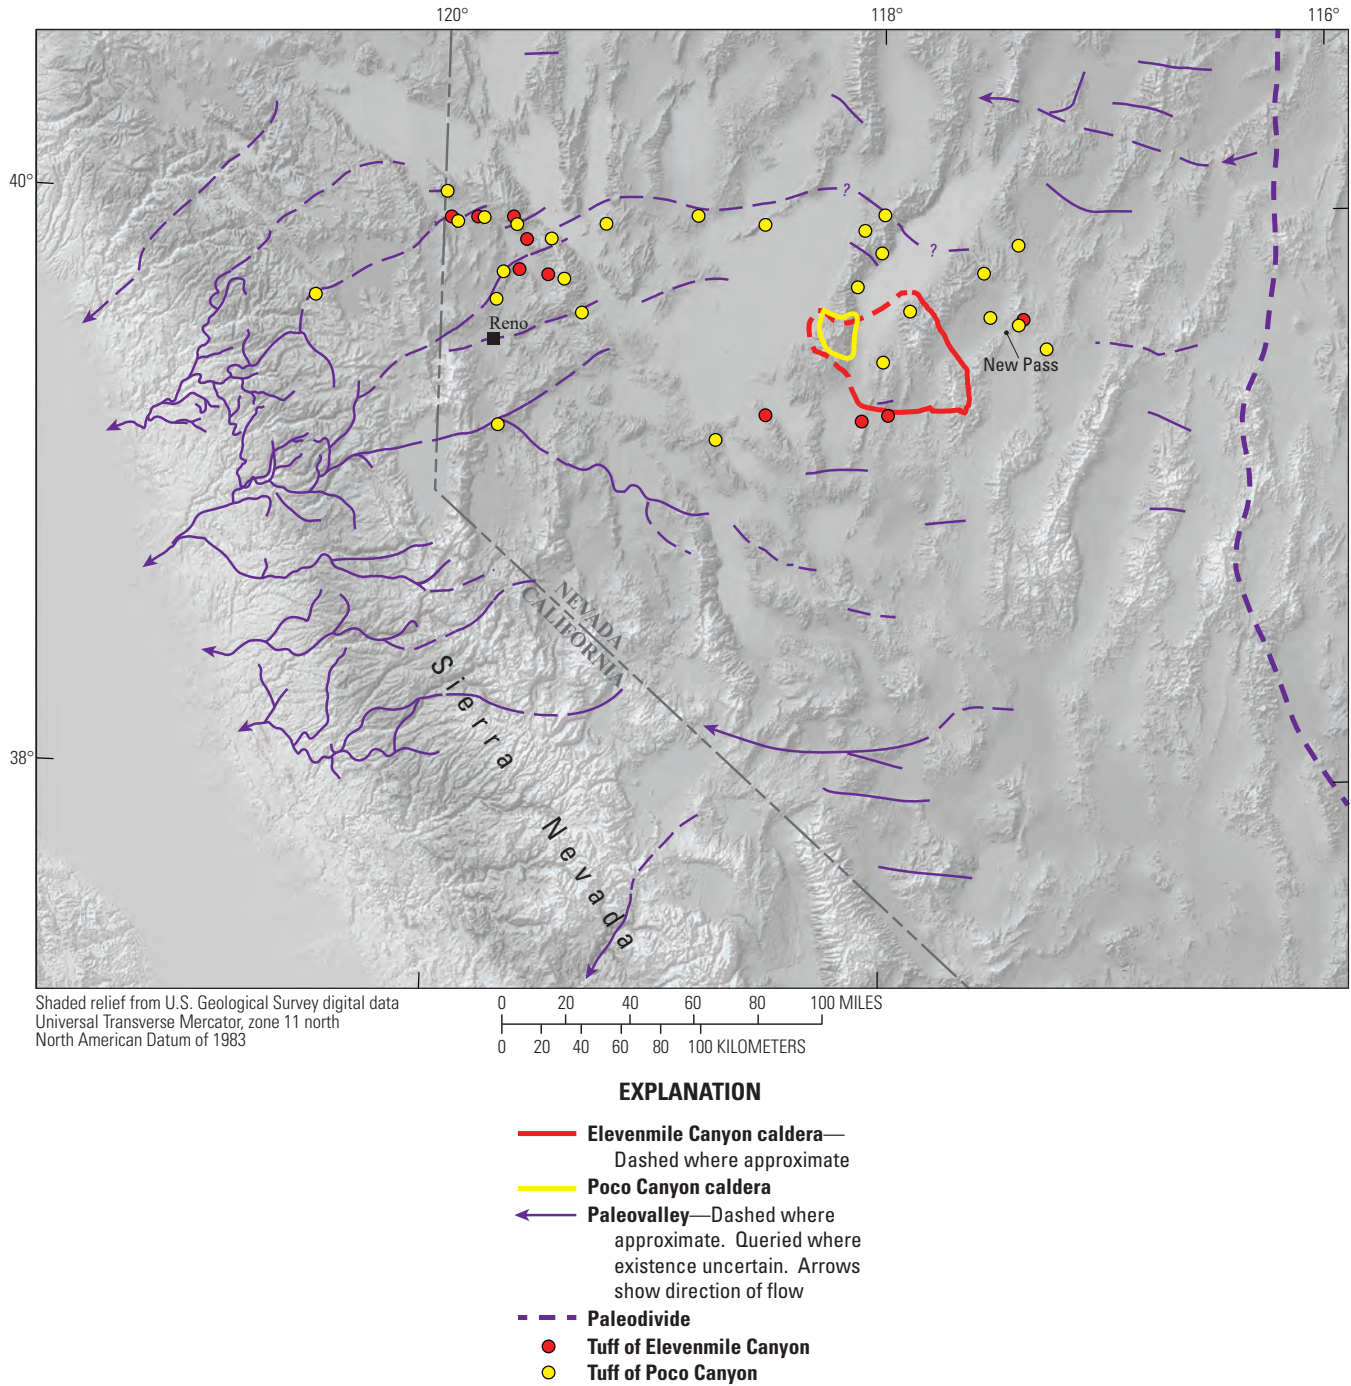 120°
118°
116°
40°
?
?
Reno
New Pass
NEVADA
CALIFORNIA
Sierra
38°
Nevada
Shaded relief from U.S. Geological Survey digital data
Universal Transverse Mercator, zone 11 north
North American Datum of 1983
0 20 40 60 80 100 MILES
0 20 40 60 80 100 KILOMETERS
EXPLANATION
Elevenmile Canyon caldera—
Dashed where approximate
Poco Canyon caldera
Paleovalley—Dashed where
approximate. Queried where
existence uncertain. Arrows
show direction of flow
Paleodivide
Tuff of Elevenmile Canyon
Tuff of Poco Canyon